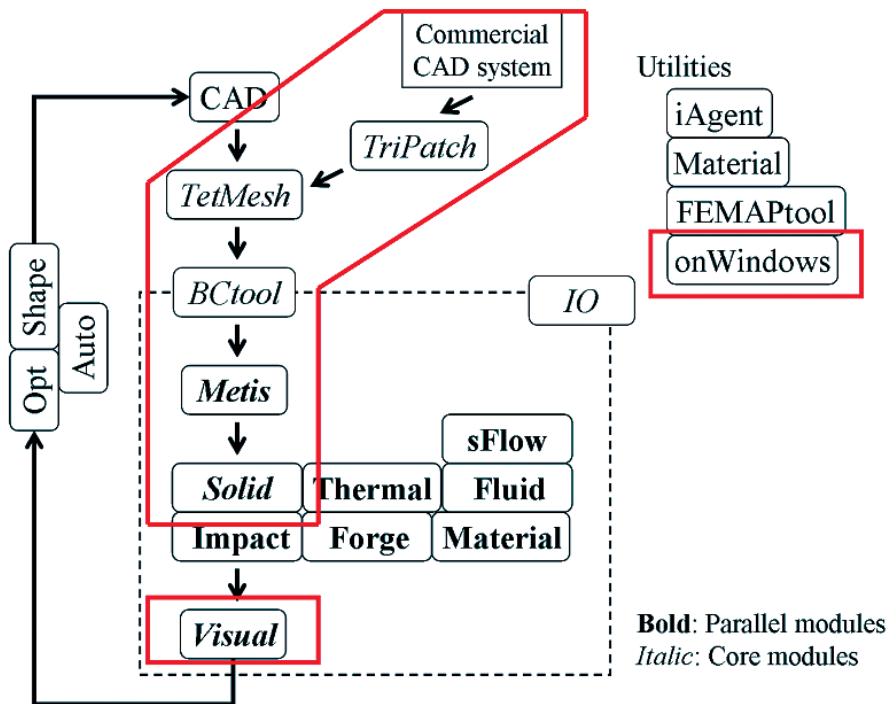 Commercial
CAD system
CAD
TriPatch
TetMesh
BCtool
IO
Metis
sFlow
Solid
Thermal
Fluid
Impact
Forge
Material
Visual
Shape
Opt
Auto
Utilities
iAgent
Material
FEMAPtool
onWindows
Bold: Parallel modules
Italic: Core modules